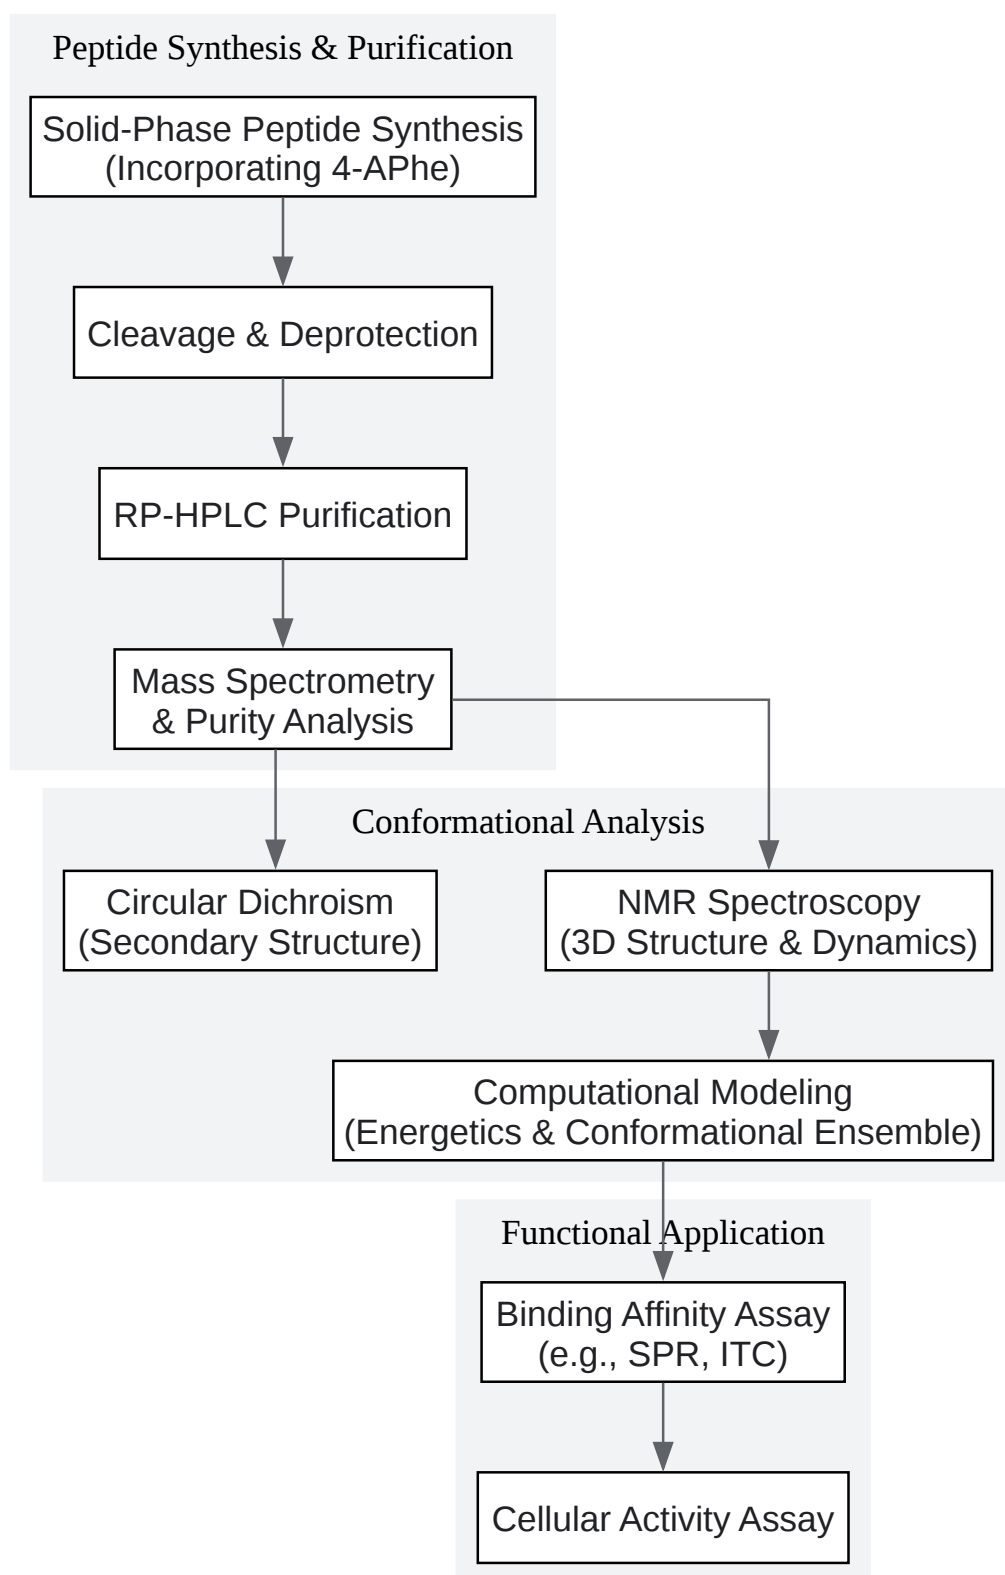 Peptide Synthesis & Purification
Solid-Phase Peptide Synthesis
(Incorporating 4-APhe)
Cleavage & Deprotection
RP-HPLC Purification
Mass Spectrometry
& Purity Analysis
Conformational Analysis
Circular Dichroism
(Secondary Structure)
NMR Spectroscopy
(3D Structure & Dynamics)
Computational Modeling
(Energetics & Conformational Ensemble)
Functional Application
Binding Affinity Assay
(e.g., SPR, ITC)
Cellular Activity Assay